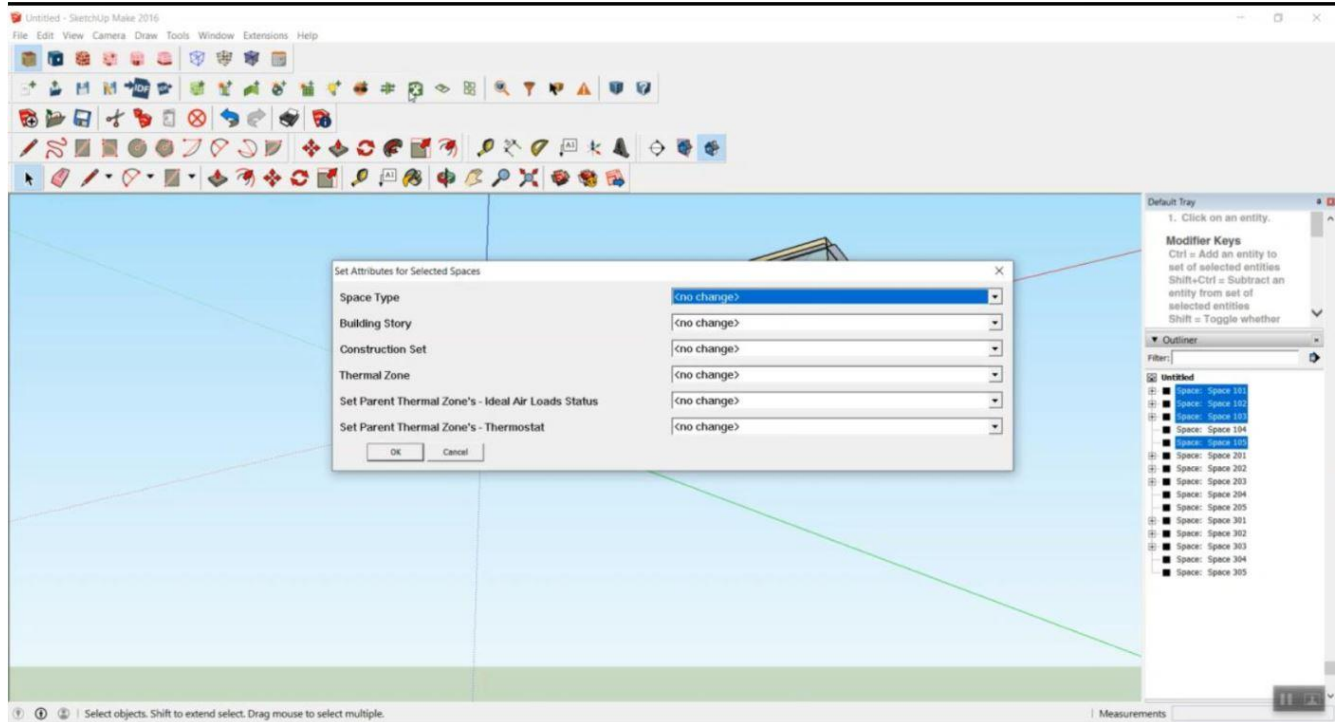 Untitled - SketchUp Make 2016
File Edit View Camera Draw Tools Window Extensions Help
IDF
A1
A1
Default Tray
1. Click on an entity.
Modifier Keys
Ctrl = Add an entity to
set of selected entities
Shift+Ctrl = Subtract an
entity from set of
selected entities
Shift = Toggle whether
Set Attributes for Selected Spaces
Space Type <no change>
Building Story <no change>
Construction Set <no change>
Thermal Zone <no change>
Set Parent Thermal Zone's - Ideal Air Loads Status <no change>
Set Parent Thermal Zone's - Thermostat <no change>
OK Cancel
Outliner
Filter:
Untitled
Space: Space 101
Space: Space 102
Space: Space 103
Space: Space 104
Space: Space 105
Space: Space 201
Space: Space 202
Space: Space 203
Space: Space 204
Space: Space 205
Space: Space 301
Space: Space 302
Space: Space 303
Space: Space 304
Space: Space 305
Select objects. Shift to extend select. Drag mouse to select multiple.
Measurements